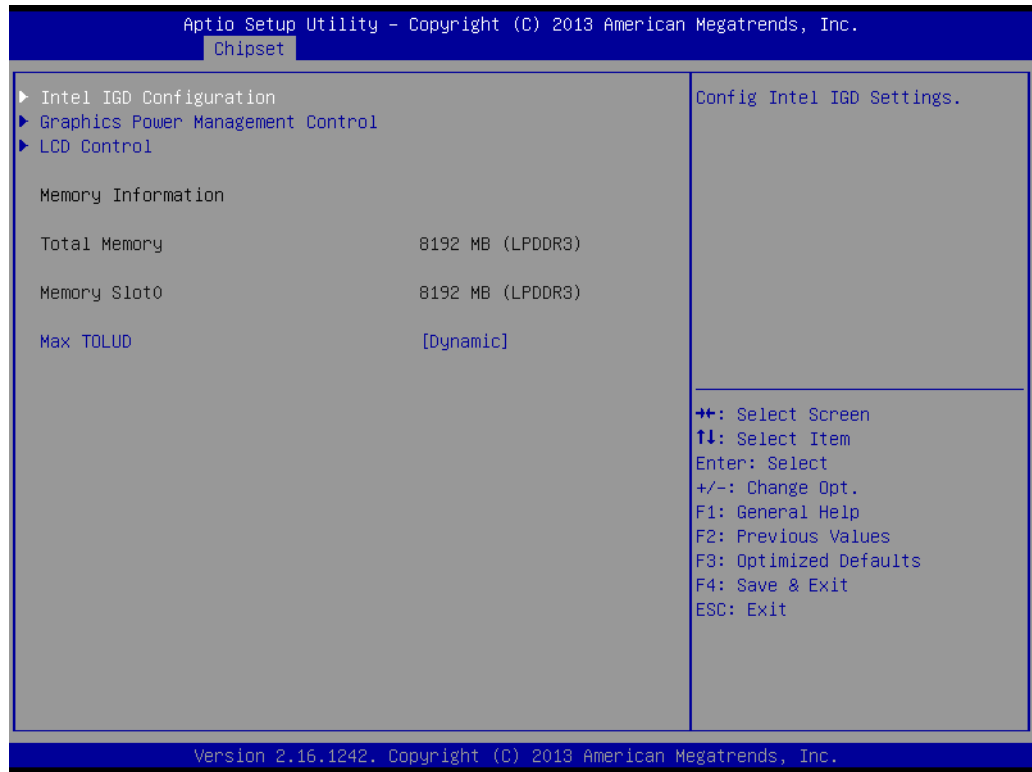 Aptio Setup Utility – Copyright (C) 2013 American Megatrends, Inc.
Chipset
▶ Intel IGD Configuration
▶ Graphics Power Management Control
▶ LCD Control
Memory Information
Total Memory 8192 MB (LPDDR3)
Memory Slot0 8192 MB (LPDDR3)
Max TOLUD [Dynamic]
Config Intel IGD Settings.
→←: Select Screen
↑↓: Select Item
Enter: Select
+/-: Change Opt.
F1: General Help
F2: Previous Values
F3: Optimized Defaults
F4: Save & Exit
ESC: Exit
Version 2.16.1242. Copyright (C) 2013 American Megatrends, Inc.